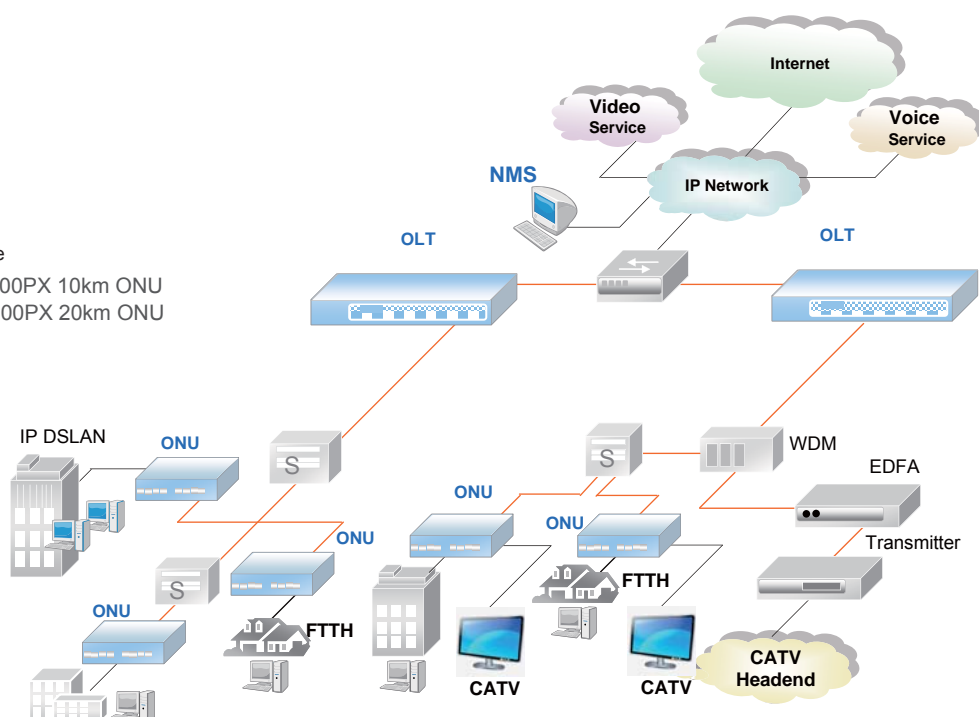 Internet
Video
Service
Voice
Service
NMS
IP Network
OLT
OLT
e
00PX 10km ONU
00PX 20km ONU
IP DSLAN
ONU
S
S
WDM
EDFA
ONU
ONU
ONU
Transmitter
S
FTTH
ONU
FTTH
CATV
Headend
CATV
CATV